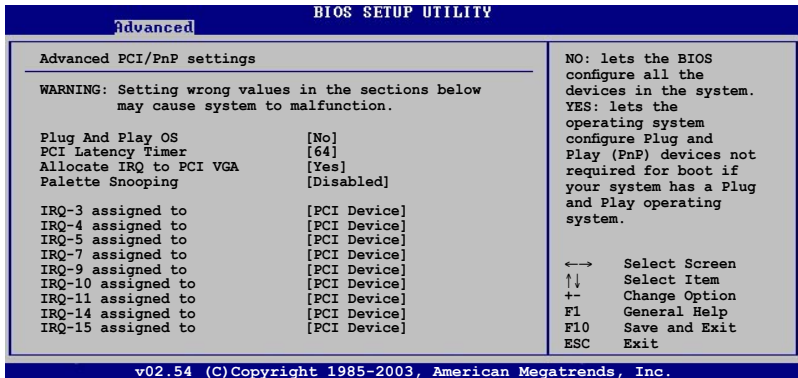 BIOS SETUP UTILITY
Advanced
Advanced PCI/PnP settings
WARNING: Setting wrong values in the sections below
may cause system to malfunction.
Plug And Play OS [No]
PCI Latency Timer [64]
Allocate IRQ to PCI VGA [Yes]
Palette Snooping [Disabled]
IRQ-3 assigned to [PCI Device]
IRQ-4 assigned to [PCI Device]
IRQ-5 assigned to [PCI Device]
IRQ-7 assigned to [PCI Device]
IRQ-9 assigned to [PCI Device]
IRQ-10 assigned to [PCI Device]
IRQ-11 assigned to [PCI Device]
IRQ-14 assigned to [PCI Device]
IRQ-15 assigned to [PCI Device]
NO: lets the BIOS
configure all the
devices in the system.
YES: lets the
operating system
configure Plug and
Play (PnP) devices not
required for boot if
your system has a Plug
and Play operating
system.
←→ Select Screen
↑↓ Select Item
+- Change Option
F1 General Help
F10 Save and Exit
ESC Exit
v02.54 (C)Copyright 1985-2003, American Megatrends, Inc.